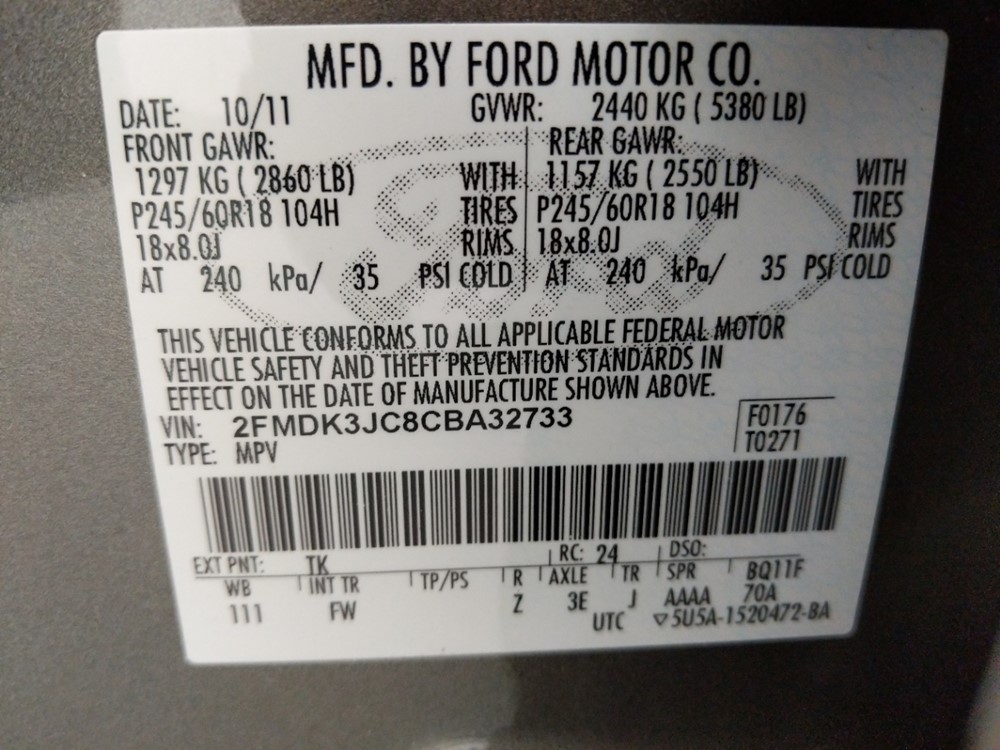 MFD. BY FORD MOTOR CO.
DATE: 10/11 GVWR: 2440 KG ( 5380 LB)
FRONT GAWR: REAR GAWR:
1297 KG ( 2860 LB) WITH 1157 KG ( 2550 LB) WITH
P245/60R18 104H TIRES P245/60R18 104H TIRES
18x8.0J RIMS 18x8.0J RIMS
AT 240 kPa/ 35 PSI COLD AT 240 kPa/ 35 PSI COLD
THIS VEHICLE CONFORMS TO ALL APPLICABLE FEDERAL MOTOR
VEHICLE SAFETY AND THEFT PREVENTION STANDARDS IN
EFFECT ON THE DATE OF MANUFACTURE SHOWN ABOVE.
VIN: 2FMDK3JC8CBA32733 F0176
TYPE: MPV T0271
EXT PNT: TK RC: 24 DSO:
WB INT TR TP/PS R AXLE TR SPR BQ11F
111 FW Z 3E J AAAA 70A
UTC ▽5U5A-1520472-BA
Ford